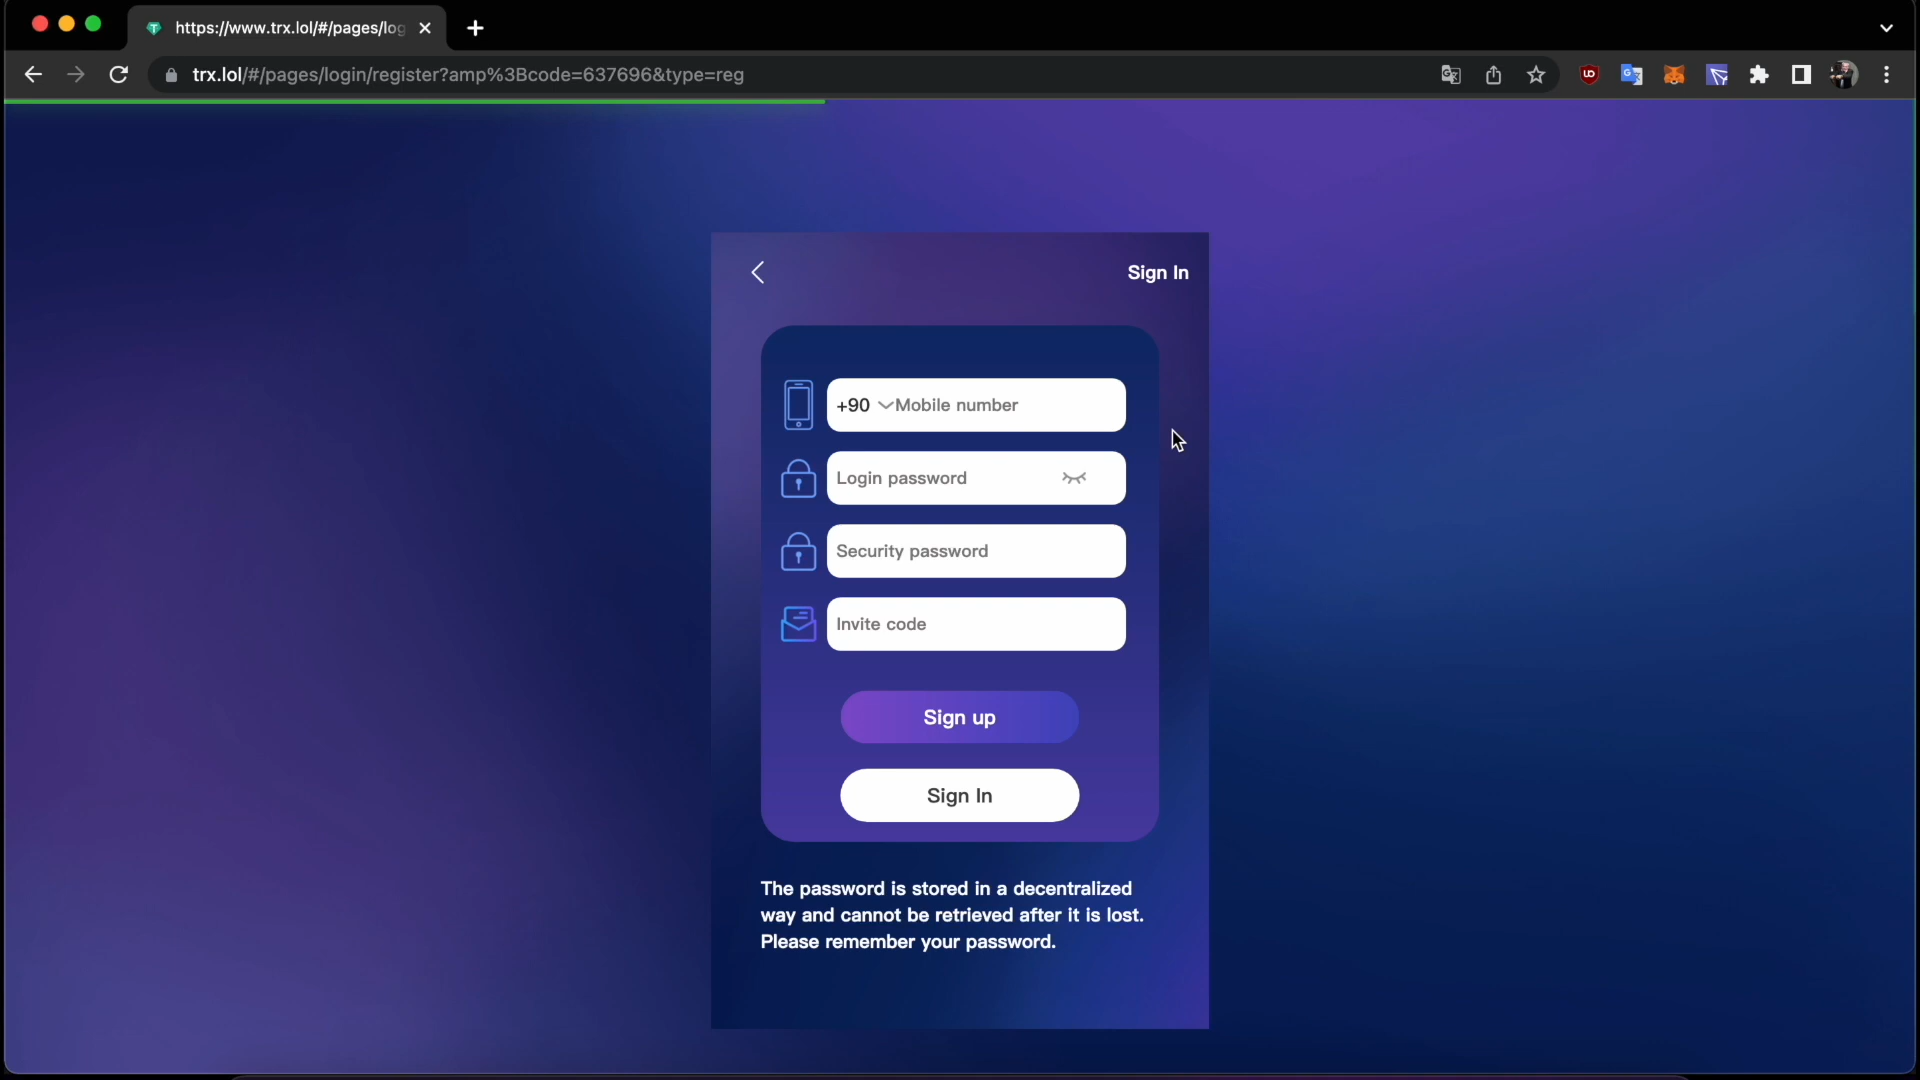 https://www.trx.lol/#/pages/log
trx.lol/#/pages/login/register?amp%3Bcode=637696&type=reg
Sign In
+90 Mobile number
Login password
Security password
Invite code
Sign up
Sign In
The password is stored in a decentralized
way and cannot be retrieved after it is lost.
Please remember your password.